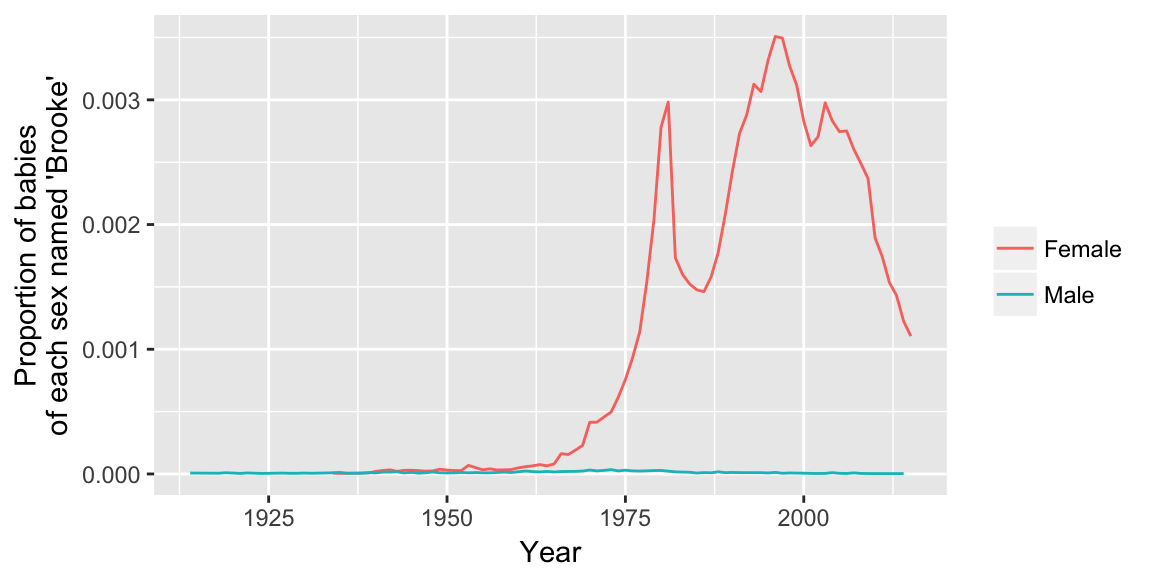 Proportion of babies
of each sex named 'Brooke'
0.003
0.002
0.001
0.000
1925
1950
1975
2000
Year
Female
Male